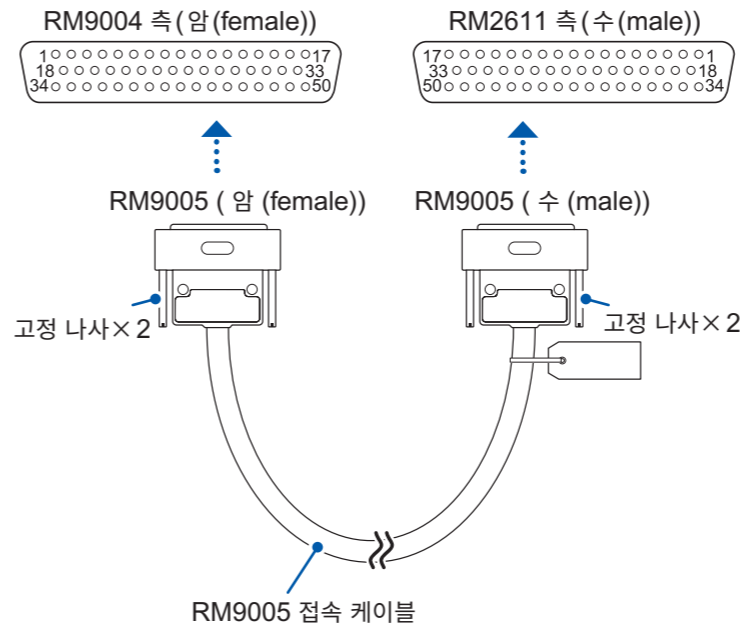 RM9004 측(암(female))
RM2611 측(수(male))
1 17
18 33
34 50
17 1
33 18
50 34
RM9005 ( 암 (female))
RM9005 ( 수 (male))
고정 나사×2
고정 나사×2
RM9005 접속 케이블